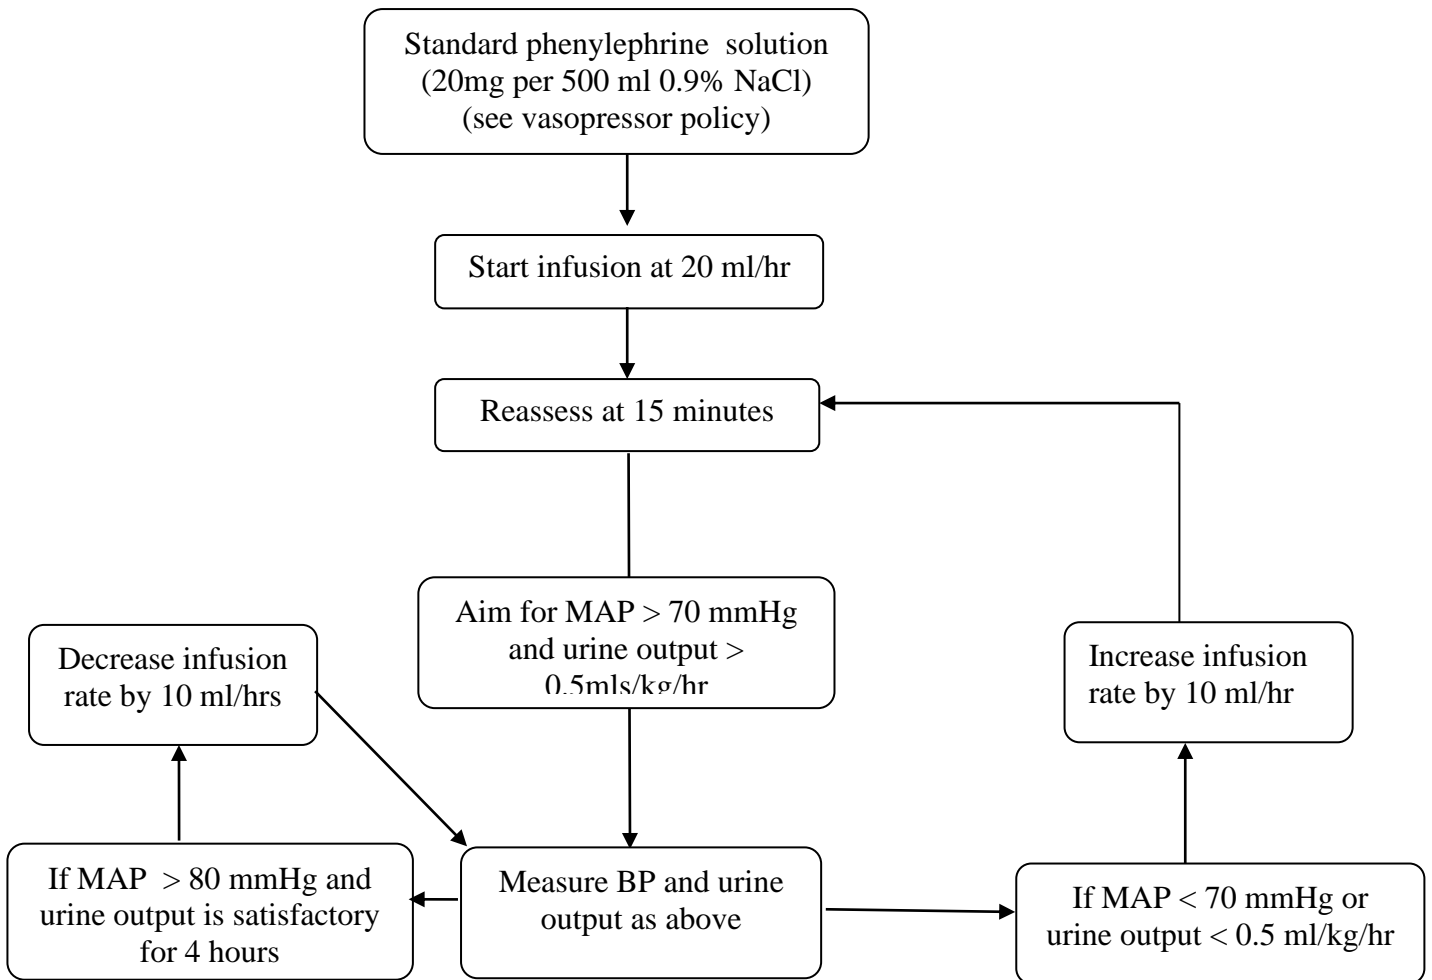 Standard phenylephrine solution
(20mg per 500 ml 0.9% NaCl)
(see vasopressor policy)
Start infusion at 20 ml/hr
Reassess at 15 minutes
Aim for MAP > 70 mmHg
and urine output >
0.5mls/kg/hr
Decrease infusion
rate by 10 ml/hrs
Increase infusion
rate by 10 ml/hr
If MAP > 80 mmHg and
urine output is satisfactory
for 4 hours
Measure BP and urine
output as above
If MAP < 70 mmHg or
urine output < 0.5 ml/kg/hr